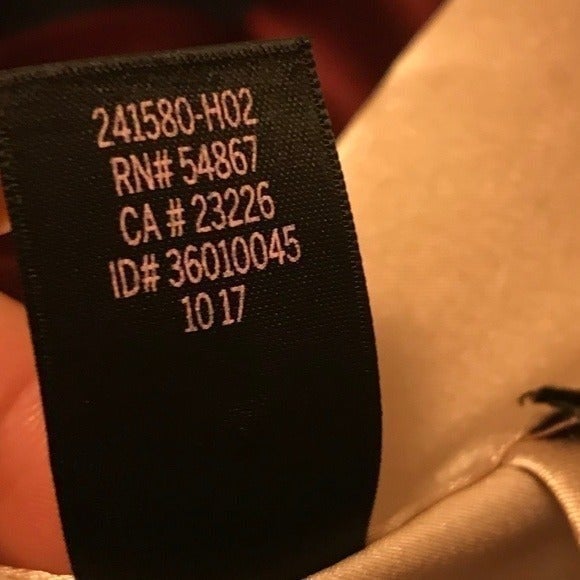 241580-H02
RN# 54867
CA # 23226
ID# 36010045
10 17